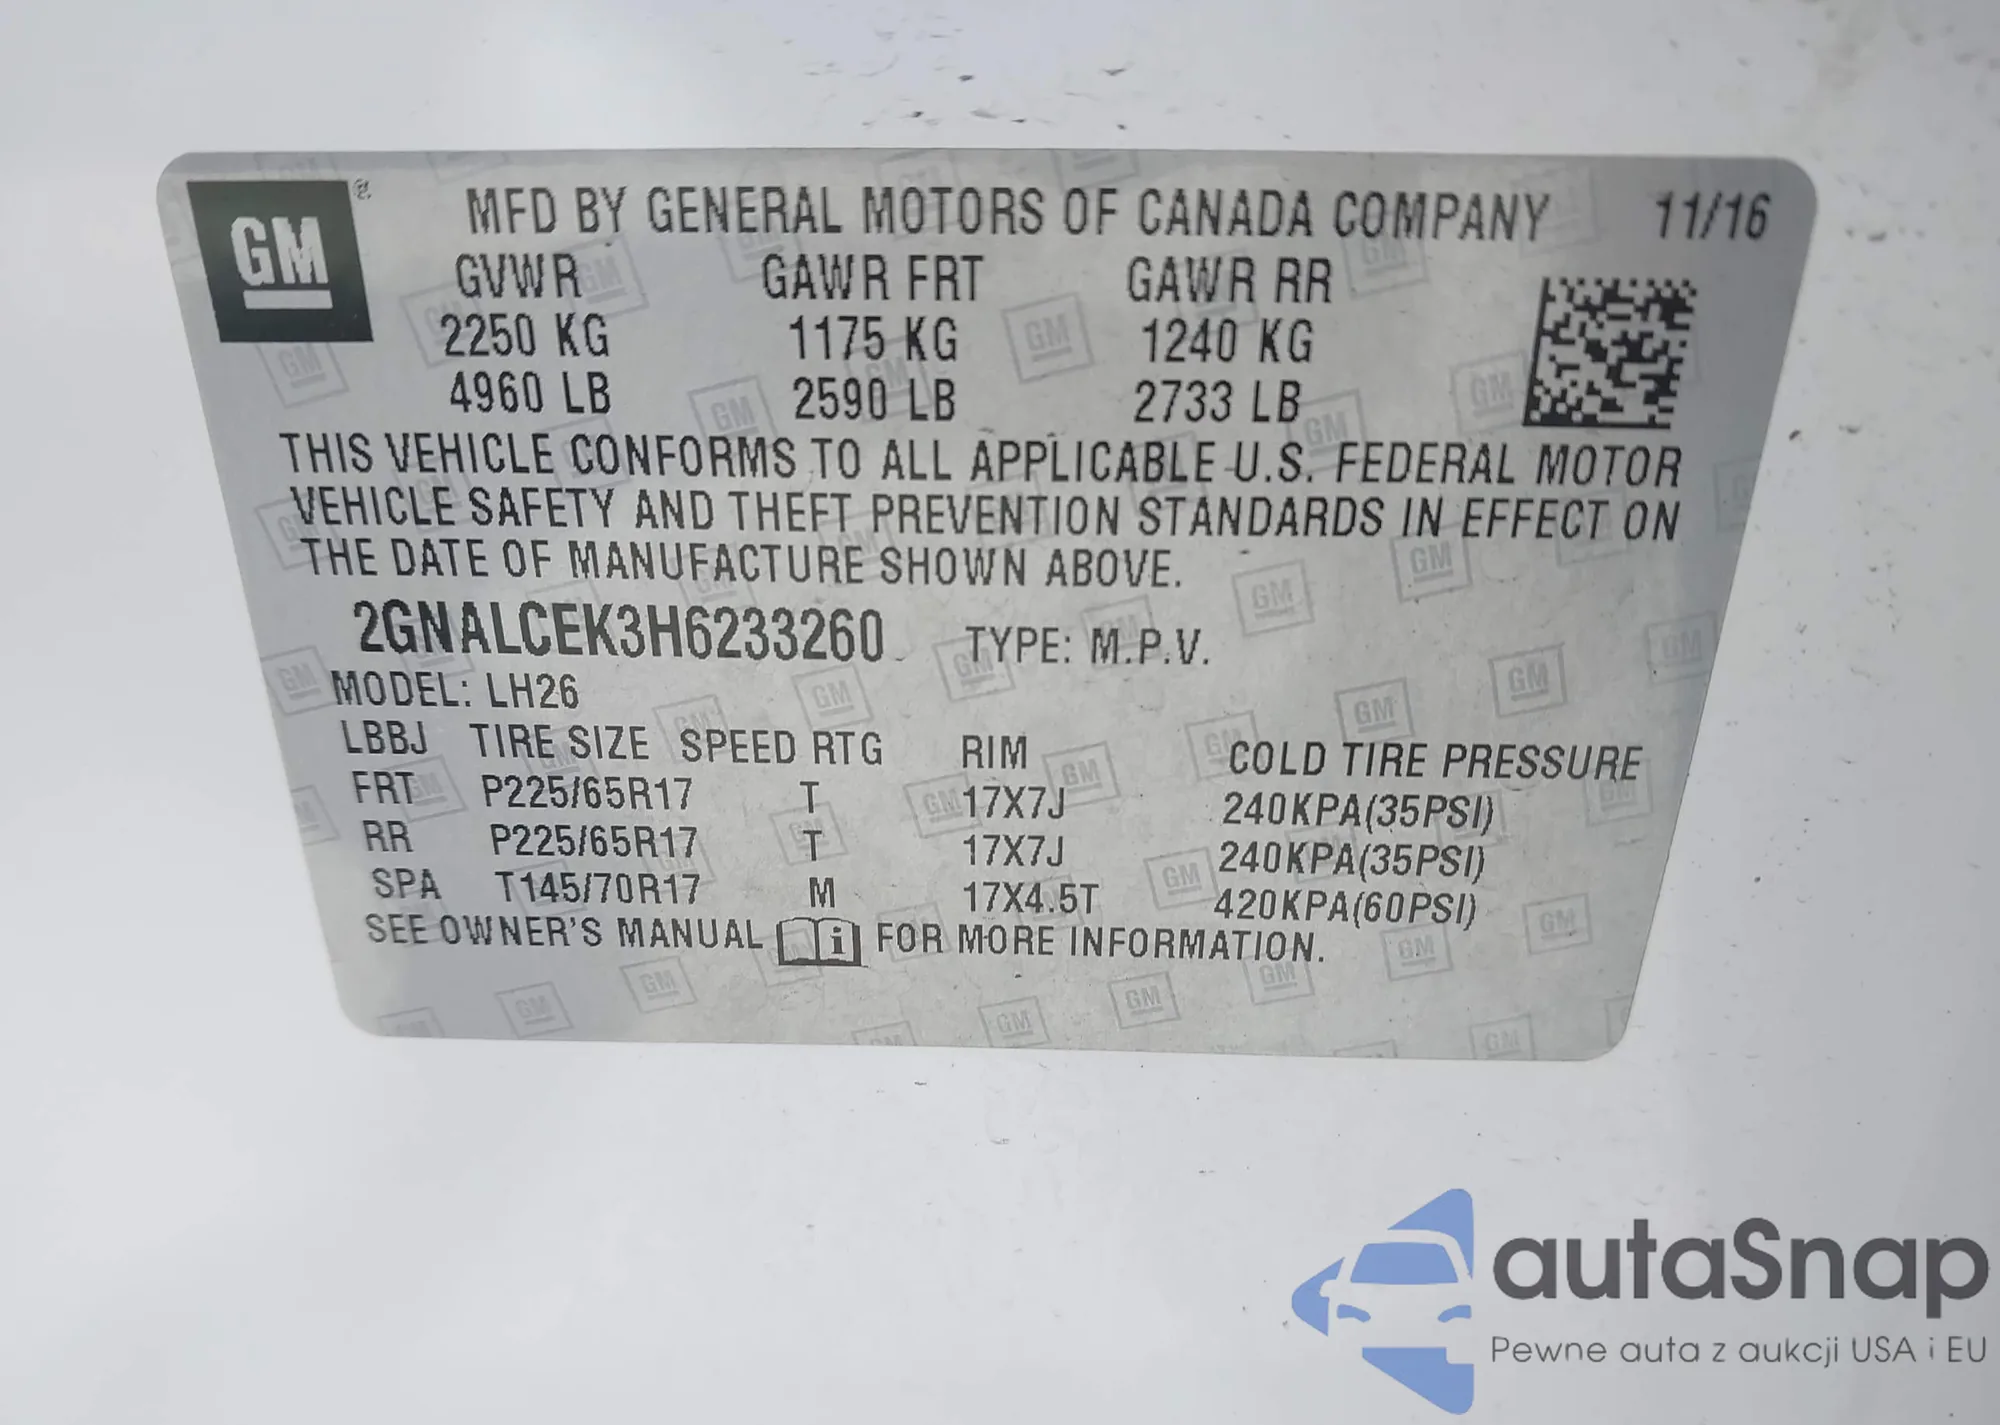 GM ®
MFD BY GENERAL MOTORS OF CANADA COMPANY 11/16
GVWR GAWR FRT GAWR RR
2250 KG 1175 KG 1240 KG
4960 LB 2590 LB 2733 LB
THIS VEHICLE CONFORMS TO ALL APPLICABLE U.S. FEDERAL MOTOR
VEHICLE SAFETY AND THEFT PREVENTION STANDARDS IN EFFECT ON
THE DATE OF MANUFACTURE SHOWN ABOVE.
2GNALCEK3H6233260 TYPE: M.P.V.
MODEL: LH26
LBBJ TIRE SIZE SPEED RTG RIM COLD TIRE PRESSURE
FRT P225/65R17 T 17X7J 240KPA(35PSI)
RR P225/65R17 T 17X7J 240KPA(35PSI)
SPA T145/70R17 M 17X4.5T 420KPA(60PSI)
SEE OWNER'S MANUAL i FOR MORE INFORMATION.
autaSnap
Pewne auta z aukcji USA i EU